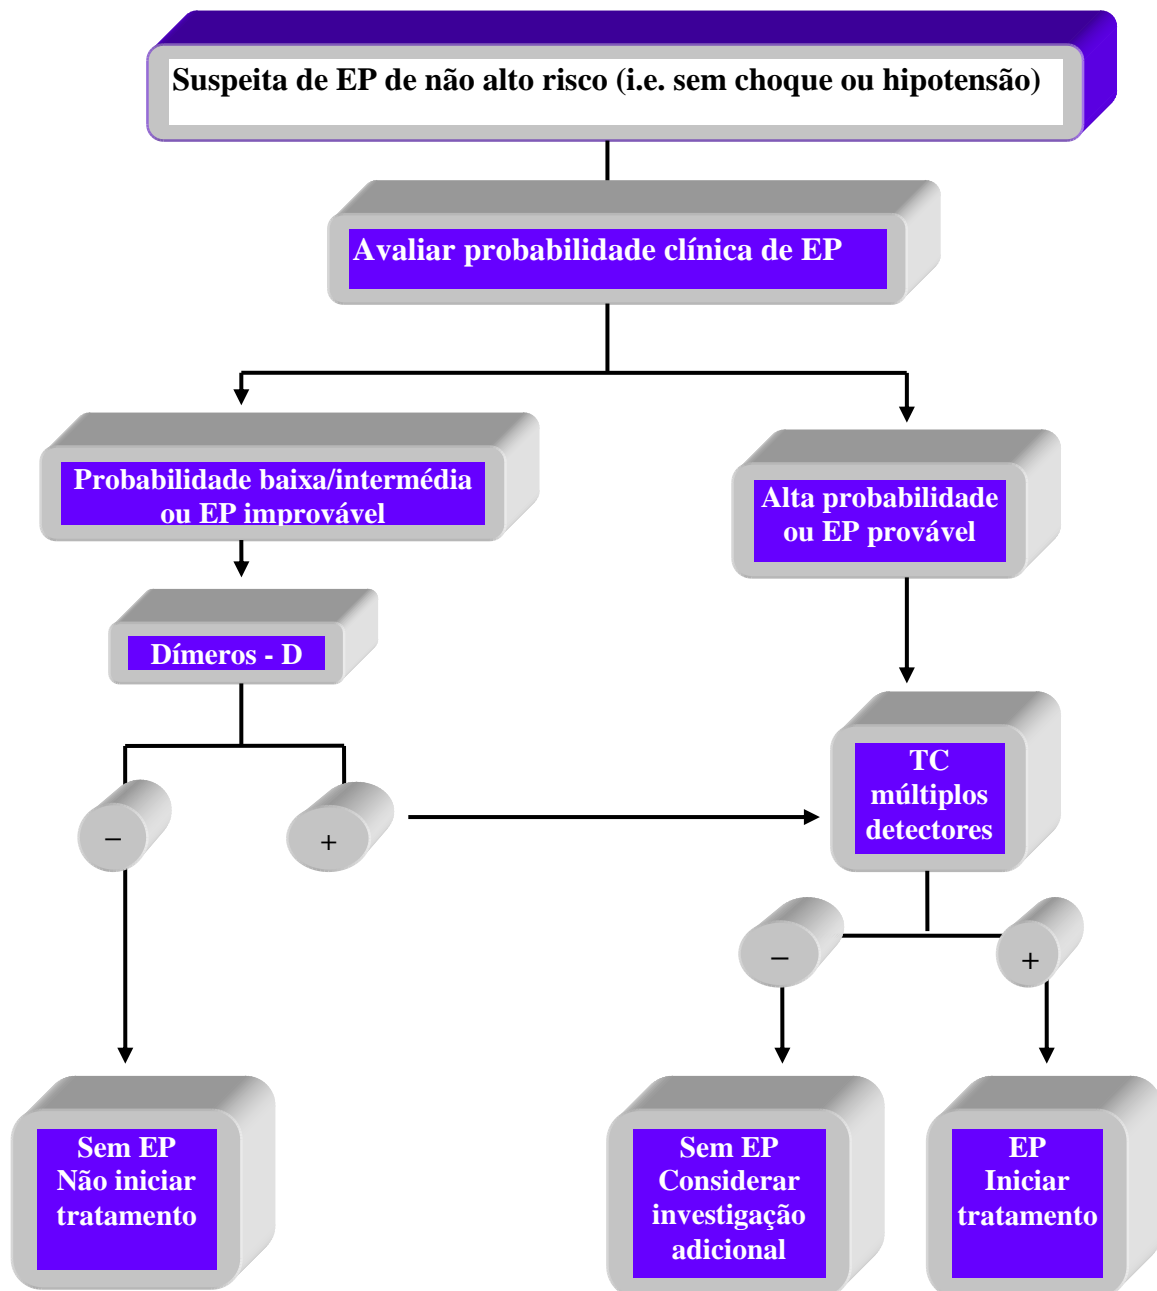 Suspeita de EP de não alto risco (i.e. sem choque ou hipotensão)
Avaliar probabilidade clínica de EP
Probabilidade baixa/intermédia
ou EP improvável
Alta probabilidade
ou EP provável
Dímeros - D
TC
múltiplos
detectores
–
+
–
+
Sem EP
Não iniciar
tratamento
Sem EP
Considerar
investigação
adicional
EP
Iniciar
tratamento